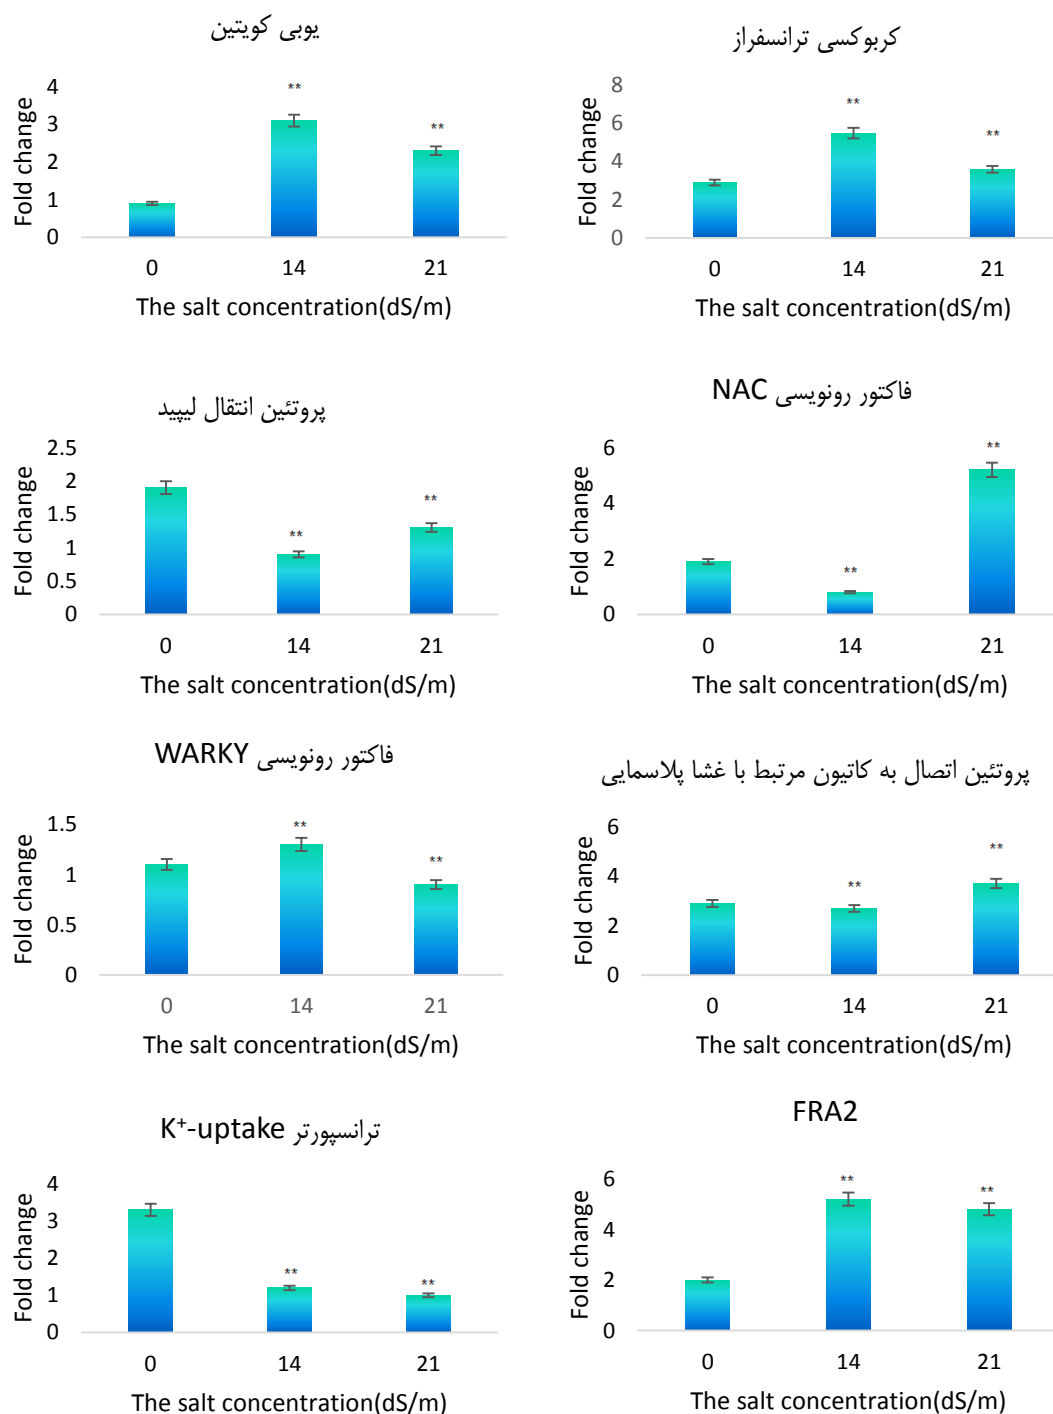 یوبی کویتین
**
**
4
3
2
1
0
Fold change
0 14 21
The salt concentration(dS/m)
کربوکسی ترانسفراز
**
**
8
6
4
2
0
Fold change
0 14 21
The salt concentration(dS/m)
پروتئین انتقال لیپید
**
**
2.5
2
1.5
1
0.5
0
Fold change
0 14 21
The salt concentration(dS/m)
فاکتور رونویسی NAC
**
**
6
4
2
0
Fold change
0 14 21
The salt concentration(dS/m)
فاکتور رونویسی WARKY
**
**
1.5
1
0.5
0
Fold change
0 14 21
The salt concentration(dS/m)
پروتئین اتصال به کاتیون مرتبط با غشا پلاسمایی
**
**
6
4
2
0
Fold change
0 14 21
The salt concentration(dS/m)
ترانسپورتر K⁺-uptake
**
**
4
3
2
1
0
Fold change
0 14 21
The salt concentration(dS/m)
FRA2
**
**
6
4
2
0
Fold change
0 14 21
The salt concentration(dS/m)